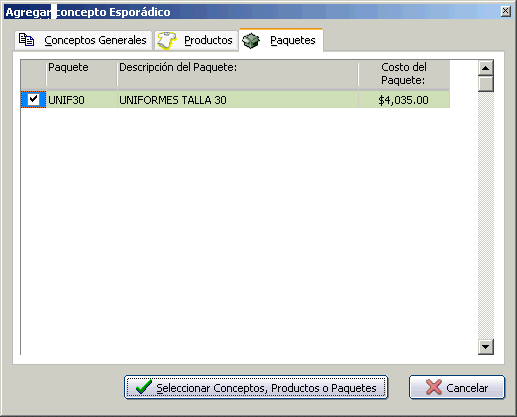 Agregar concepto Esporádico
Conceptos Generales Productos Paquetes
Paquete Descripción del Paquete: Costo del Paquete:
UNIF30 UNIFORMES TALLA 30 $4,035.00
Seleccionar Conceptos, Productos o Paquetes Cancelar